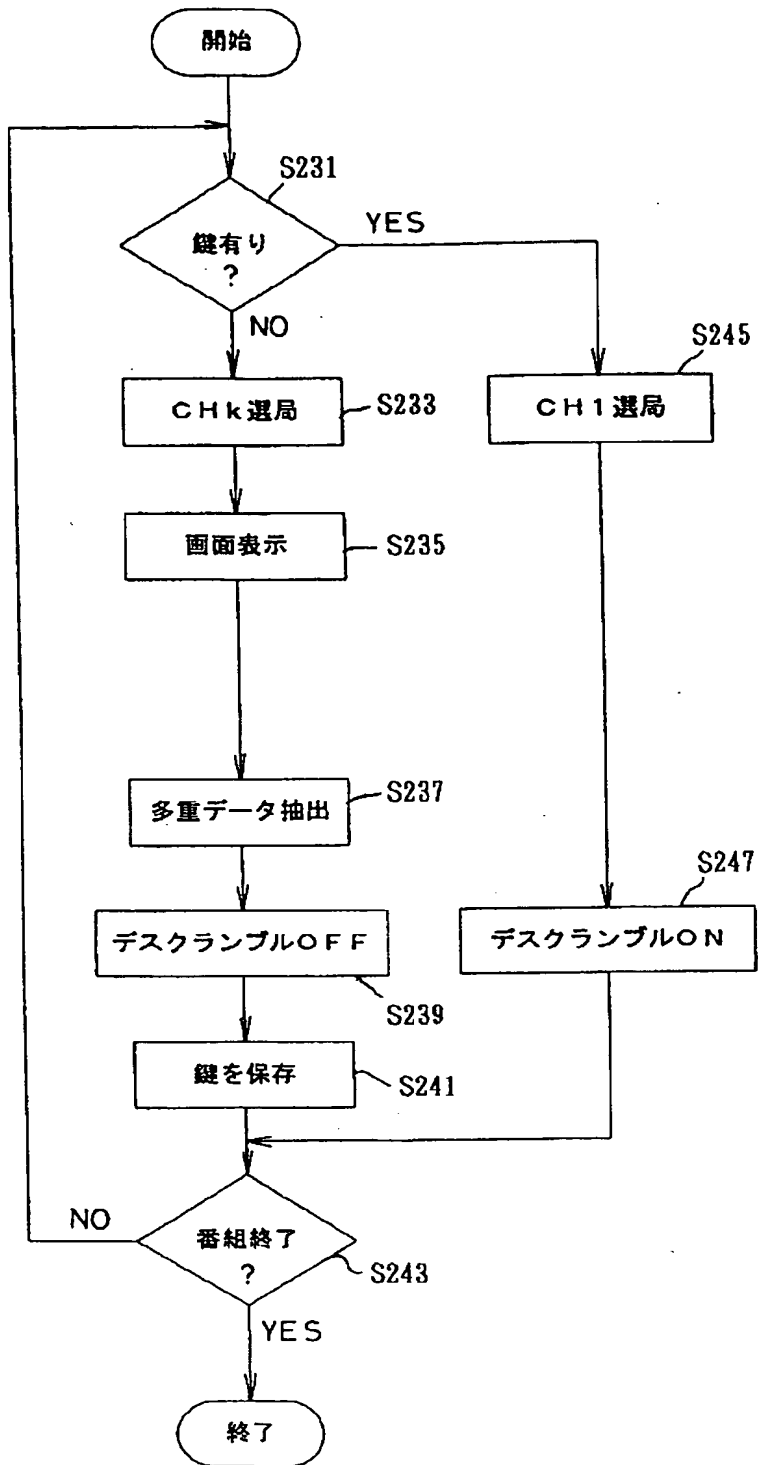 開始
S231
鍵有り
?
YES
NO
S245
CHk選局
S233
CH1選局
画面表示
S235
多重データ抽出
S237
S247
デスクランブルOFF
デスクランブルON
S239
鍵を保存
S241
NO
番組終了
?
S243
YES
終了